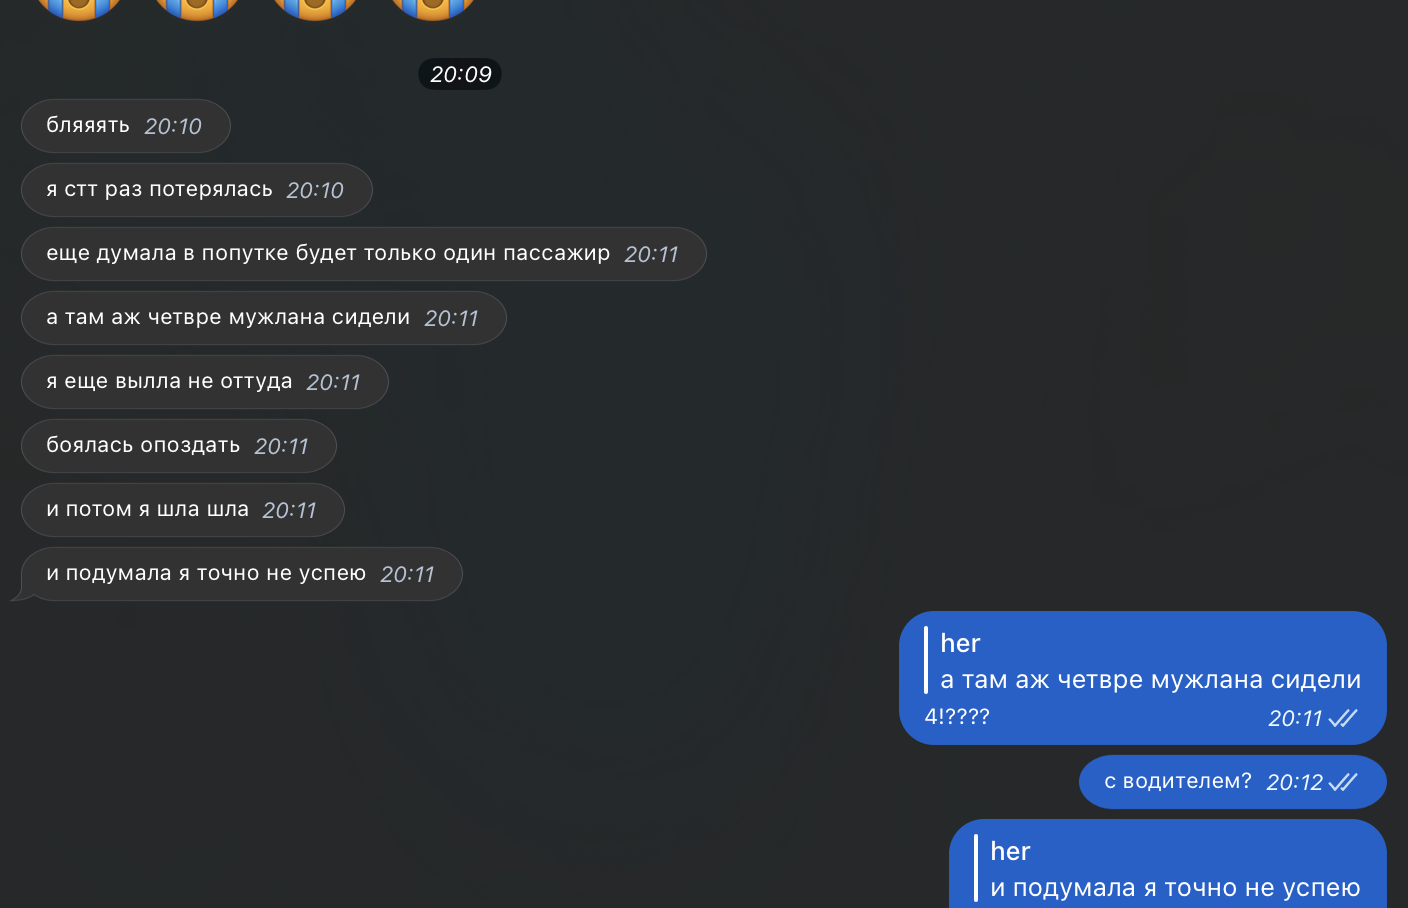 20:09
бляяять 20:10
я стт раз потерялась 20:10
еще думала в попутке будет только один пассажир 20:11
а там аж четвре мужлана сидели 20:11
я еще вылла не оттуда 20:11
боялась опоздать 20:11
и потом я шла шла 20:11
и подумала я точно не успею 20:11
her
а там аж четвре мужлана сидели
4!???? 20:11
с водителем? 20:12
her
и подумала я точно не успею